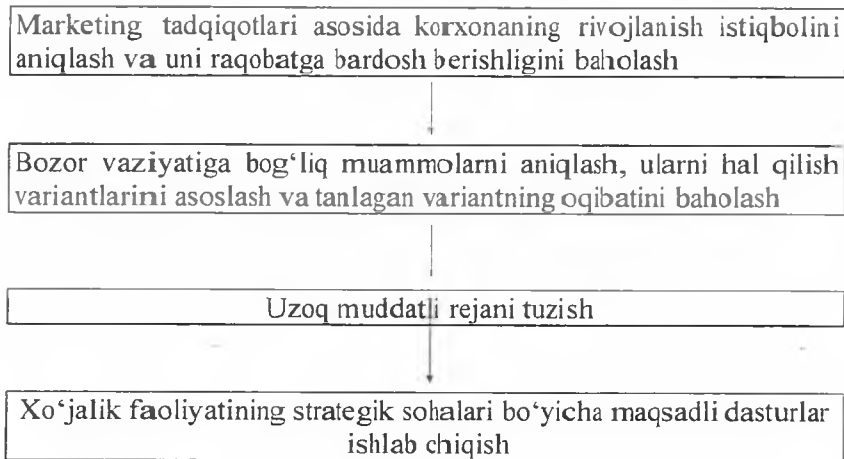 Marketing tadqiqotlari asosida korxonaning rivojlanish istiqbolini
aniqlash va uni raqobatga bardosh berishligini baholash
Bozor vaziyatiga bog‘liq muammolarni aniqlash, ularni hal qilish
variantlarini asoslash va tanlagan variantning oqibatini baholash
Uzoq muddatli rejani tuzish
Xo‘jalik faoliyatining strategik sohalari bo‘yicha maqsadli dasturlar
ishlab chiqish